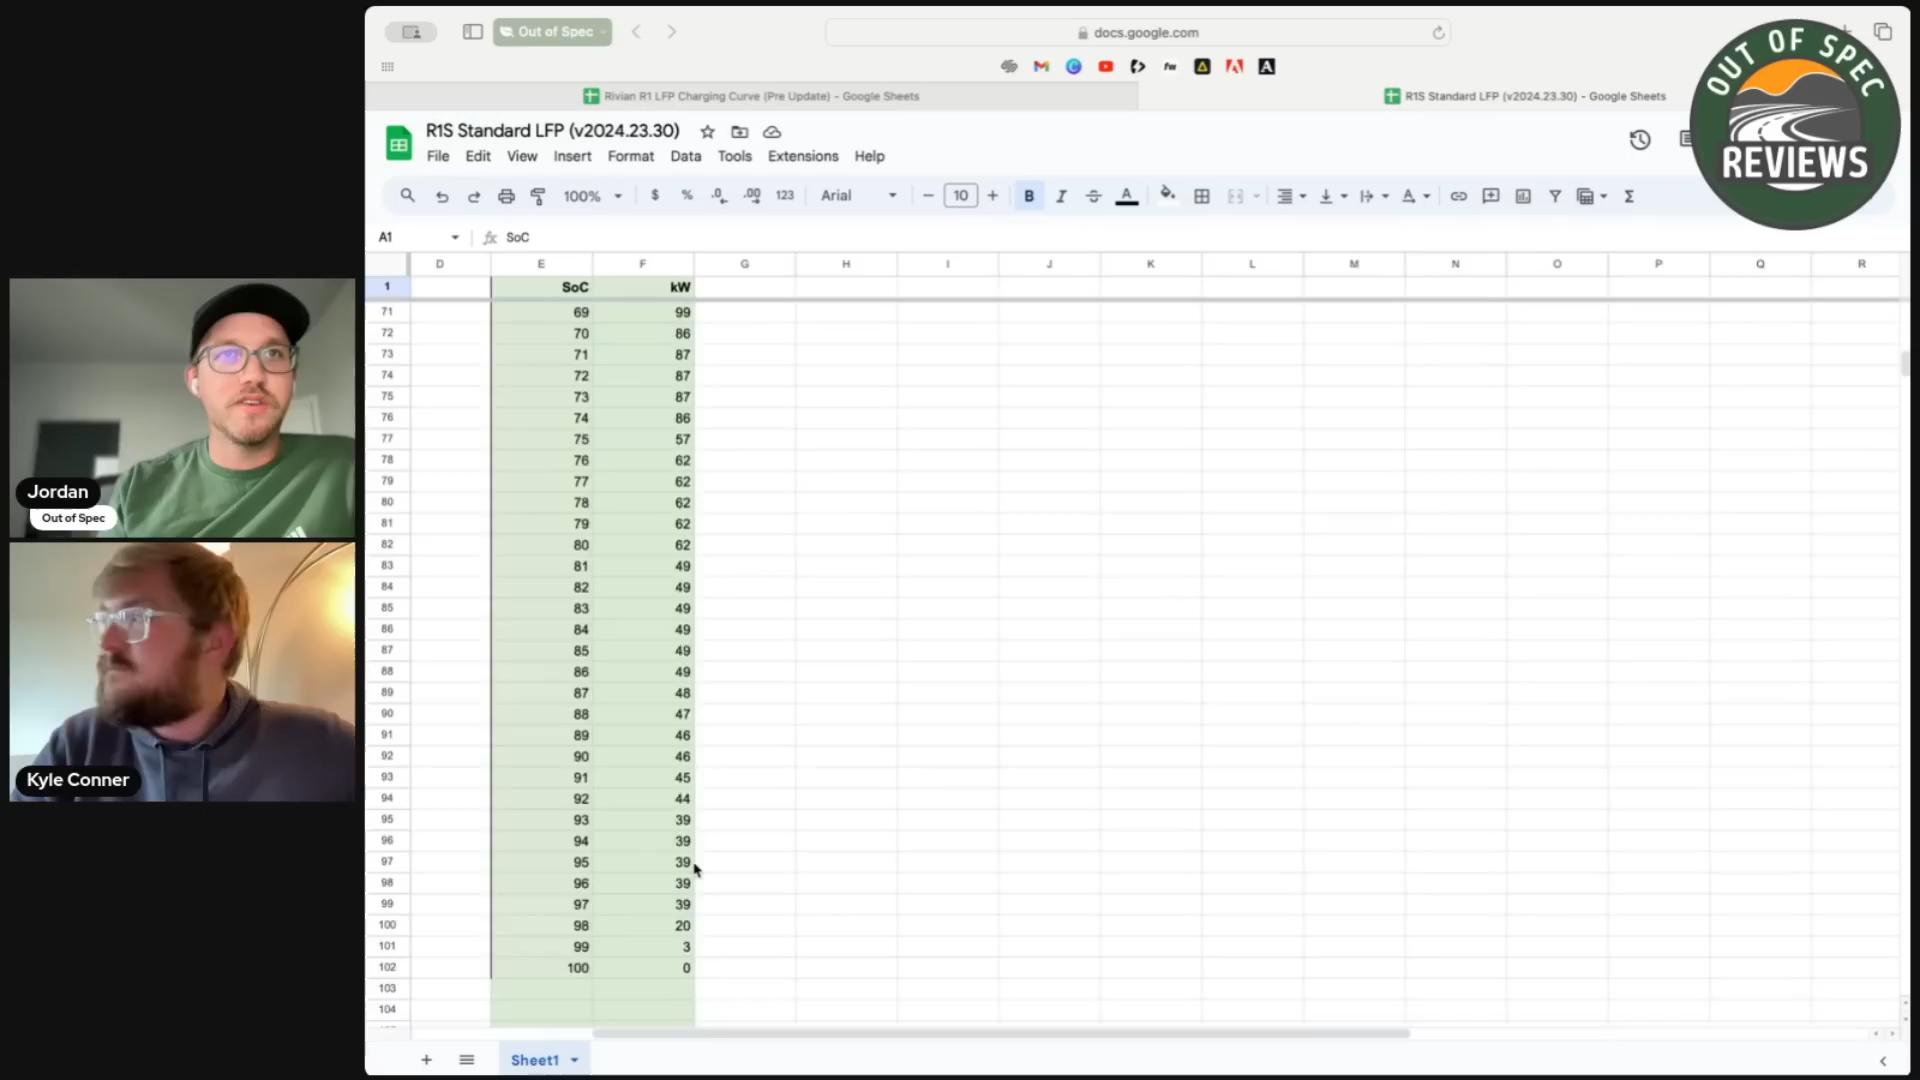 Out of Spec
docs.google.com
fw
A
Rivian R1 LFP Charging Curve (Pre Update) - Google Sheets
R1S Standard LFP (v2024.23.30) - Google Sheets
OUT OF SPEC
REVIEWS
R1S Standard LFP (v2024.23.30)
File Edit View Insert Format Data Tools Extensions Help
100% $ % .0 .00 123 Arial 10 B I S A Σ
A1 fx SoC
D E F G H I J K L M N O P Q R
1 SoC kW
71 69 99
72 70 86
73 71 87
74 72 87
75 73 87
76 74 86
77 75 57
78 76 62
79 77 62
80 78 62
81 79 62
82 80 62
83 81 49
84 82 49
85 83 49
86 84 49
87 85 49
88 86 49
89 87 48
90 88 47
91 89 46
92 90 46
93 91 45
94 92 44
95 93 39
96 94 39
97 95 39
98 96 39
99 97 39
100 98 20
101 99 3
102 100 0
103
104
Sheet1
Jordan
Out of Spec
Kyle Conner